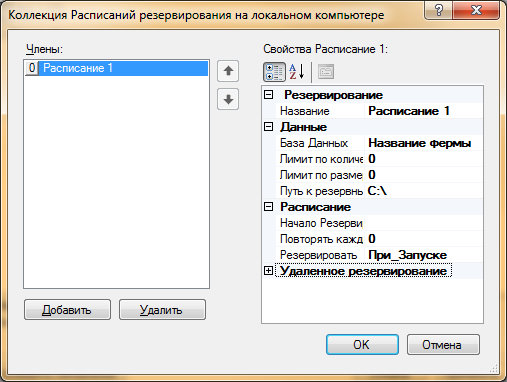 Коллекция Расписаний резервирования на локальном компьютере
Члены:
0 Расписание 1
Добавить
Удалить
Свойства Расписание 1:
Резервирование
Название Расписание 1
Данные
База Данных Название фермы
Лимит по количе 0
Лимит по разме 0
Путь к резервнь C:\
Расписание
Начало Резерви
Повторять кажд 0
Резервировать При_Запуске
Удаленное резервирование
OK
Отмена